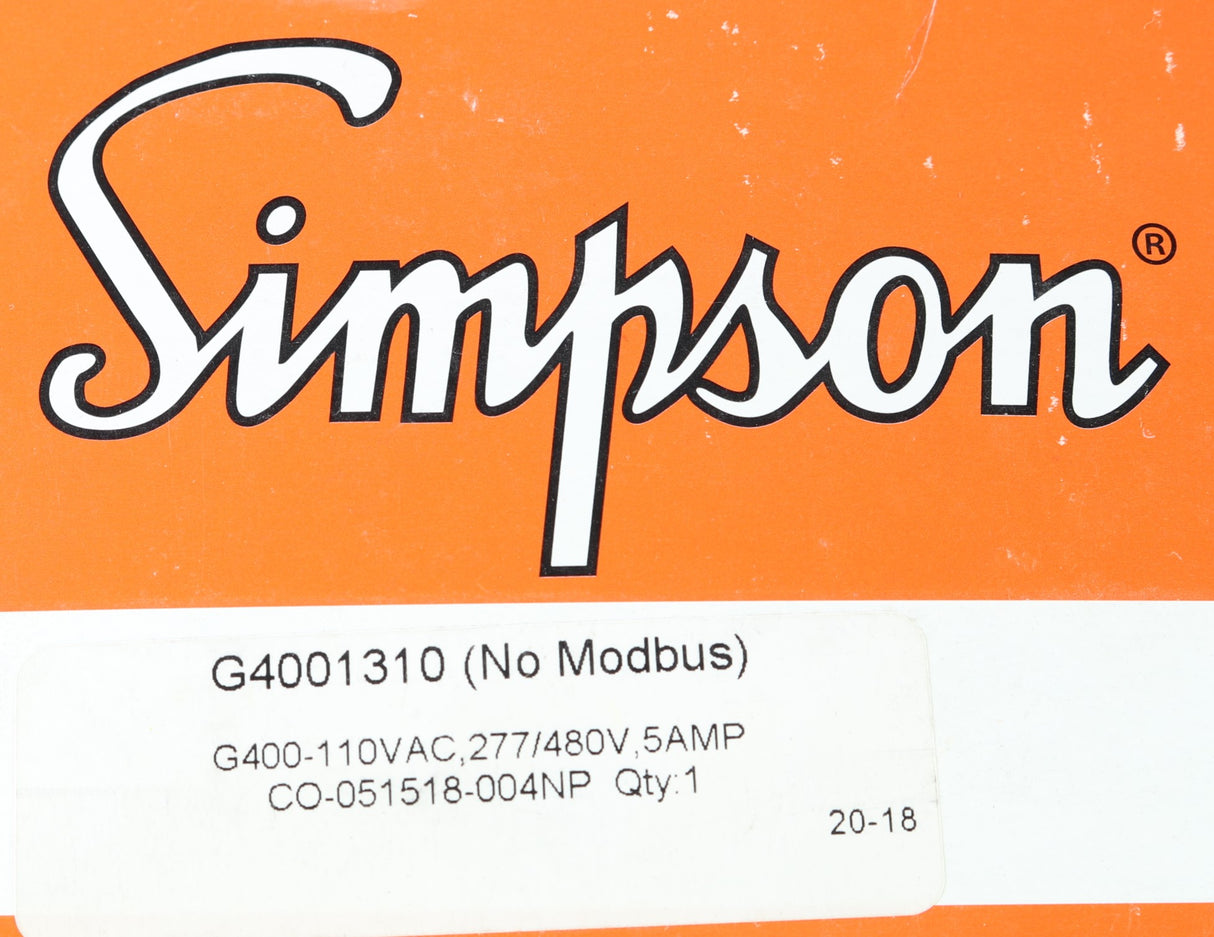 Simpson®
G4001310 (No Modbus)
G400-110VAC,277/480V,5AMP
CO-051518-004NP Qty:1
20-18